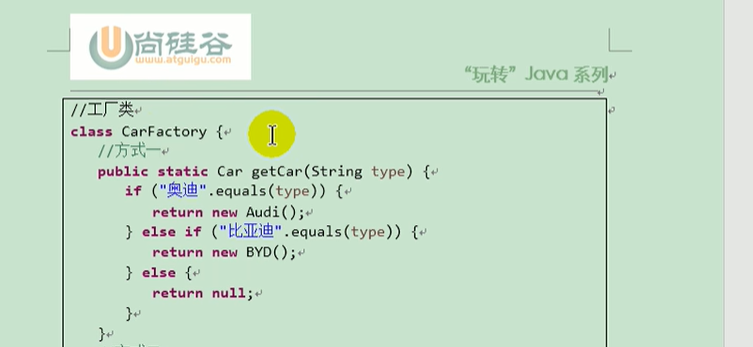 尚硅谷
www.atguigu.com
“玩转”Java 系列
//工厂类
class CarFactory {
//方式一
public static Car getCar(String type) {
if ("奥迪".equals(type)) {
return new Audi();
} else if ("比亚迪".equals(type)) {
return new BYD();
} else {
return null;
}
}